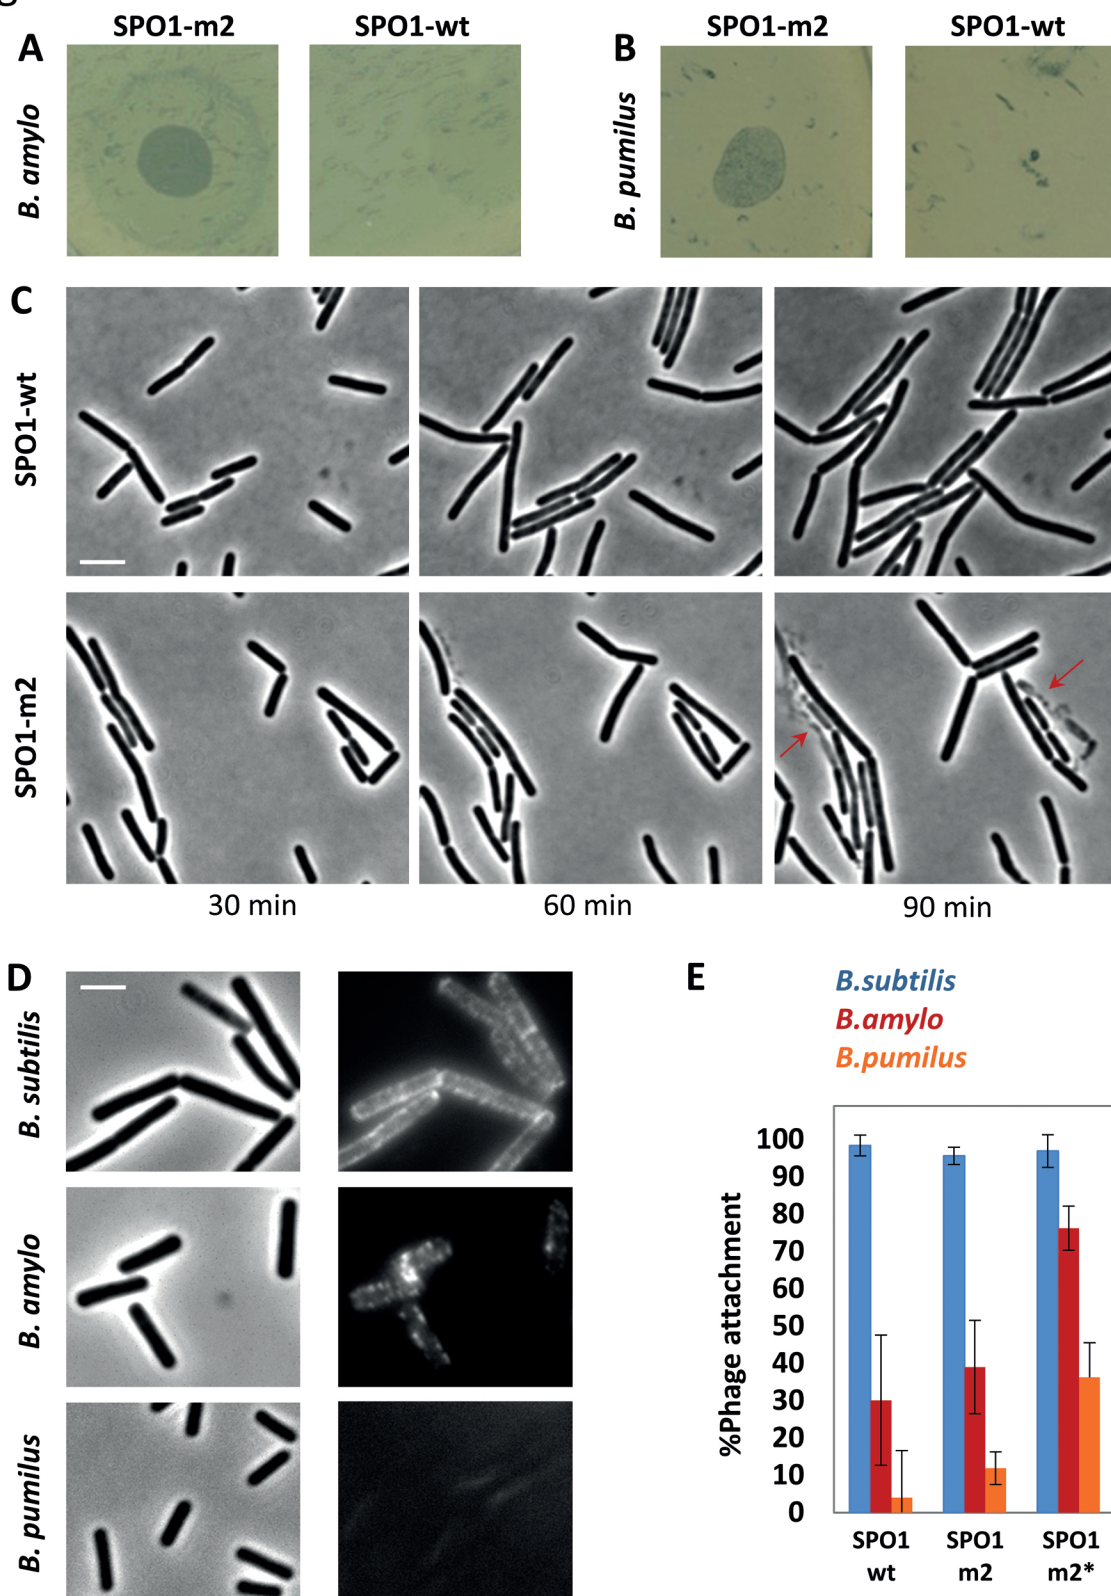 SPO1-m2 SPO1-wt SPO1-m2 SPO1-wt
A
B
B. amylo
B. pumilus
C
SPO1-wt
SPO1-m2
30 min 60 min 90 min
D
B. subtilis
B. amylo
B. pumilus
E
B.subtilis
B.amylo
B.pumilus
%Phage attachment
100
90
80
70
60
50
40
30
20
10
0
SPO1 SPO1 SPO1
wt m2 m2*